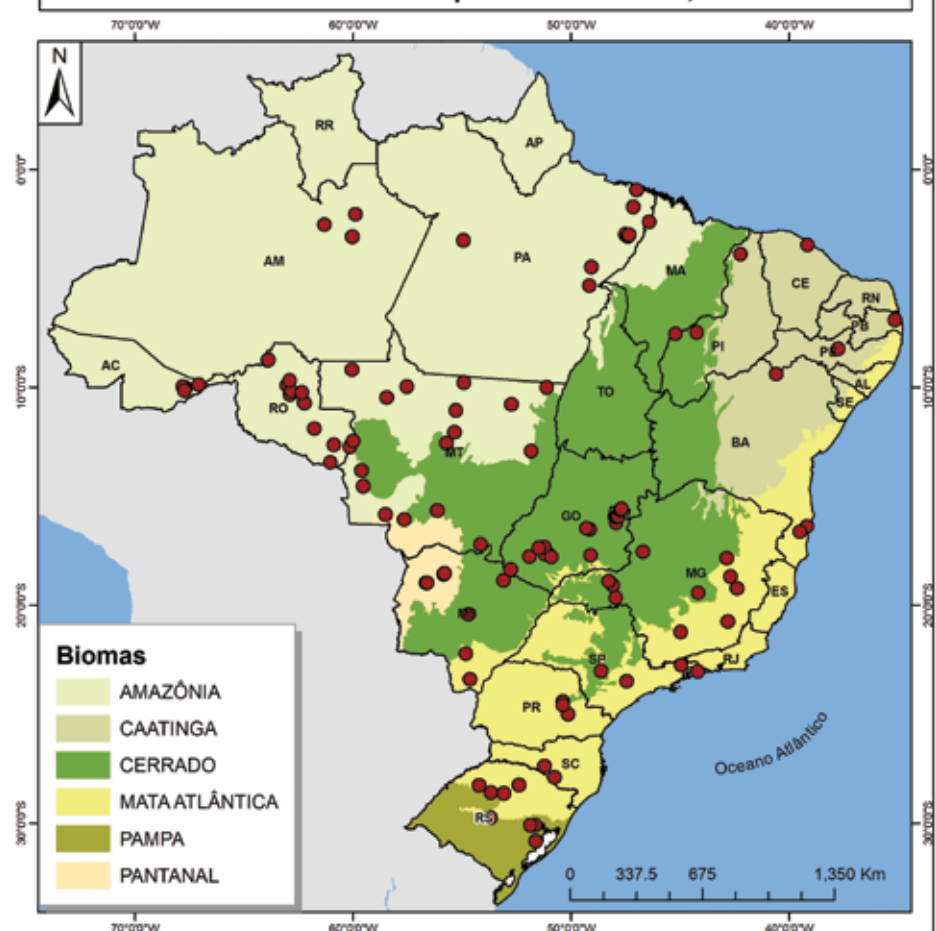 70°0'0"W 60°0'0"W 50°0'0"W 40°0'0"W
N
RR
AP
0°0'0" 0°0'0"
AM PA MA CE
RN
PB
PI PE
AC
AL
10°0'0"S 10°0'0"S
RO TO SE
MT BA
GO
MG
ES
20°0'0"S 20°0'0"S
MS
SP RJ
PR
SC
RS
30°0'0"S 30°0'0"S
Oceano Atlântico
Biomas
AMAZÔNIA
CAATINGA
CERRADO
MATA ATLÂNTICA
PAMPA
PANTANAL
0 337.5 675 1,350 Km
70°0'0"W 60°0'0"W 50°0'0"W 40°0'0"W